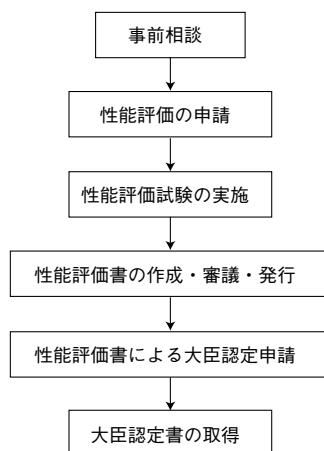 事前相談
性能評価の申請
性能評価試験の実施
性能評価書の作成・審議・発行
性能評価書による大臣認定申請
大臣認定書の取得